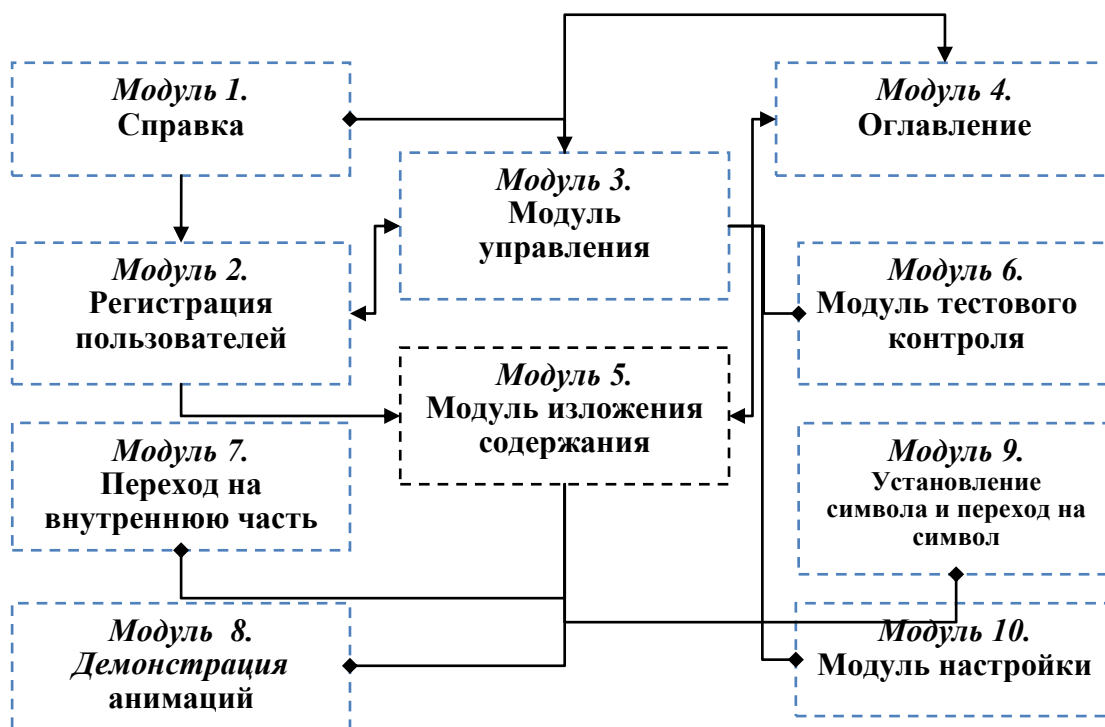 Модуль 1.
Справка
Модуль 4.
Оглавление
Модуль 3.
Модуль
управления
Модуль 2.
Регистрация
пользователей
Модуль 6.
Модуль тестового
контроля
Модуль 5.
Модуль изложения
содержания
Модуль 7.
Переход на
внутреннюю часть
Модуль 9.
Установление
символа и переход на
символ
Модуль 8.
Демонстрация
анимаций
Модуль 10.
Модуль настройки